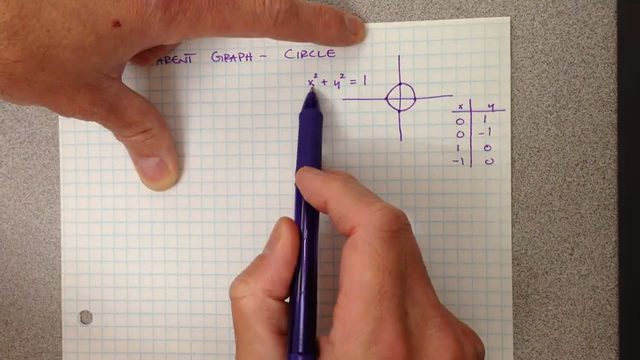 ARENT GRAPH - CIRCLE
x² + y² = 1
x y
0 1
0 -1
1 0
-1 0